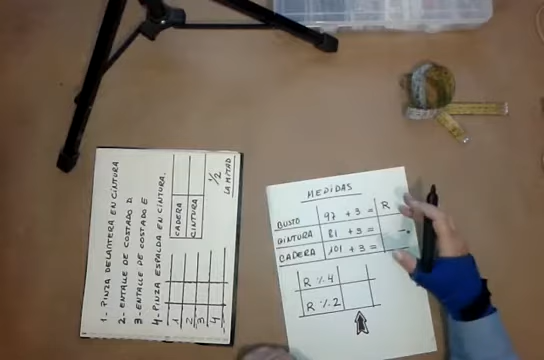 1- PINZA DELANTERA EN CINTURA
2- ENTALLE DE COSTADO D
3- ENTALLE DE COSTADO E
4- PINZA ESPALDA EN CINTURA.
1
2
3
4
CADERA
CINTURA
1/2
LA MITAD
MEDIDAS
BUSTO 97 + 3 = R
CINTURA 81 + 3 =
CADERA 101 + 3 =
R % 4
R % 2